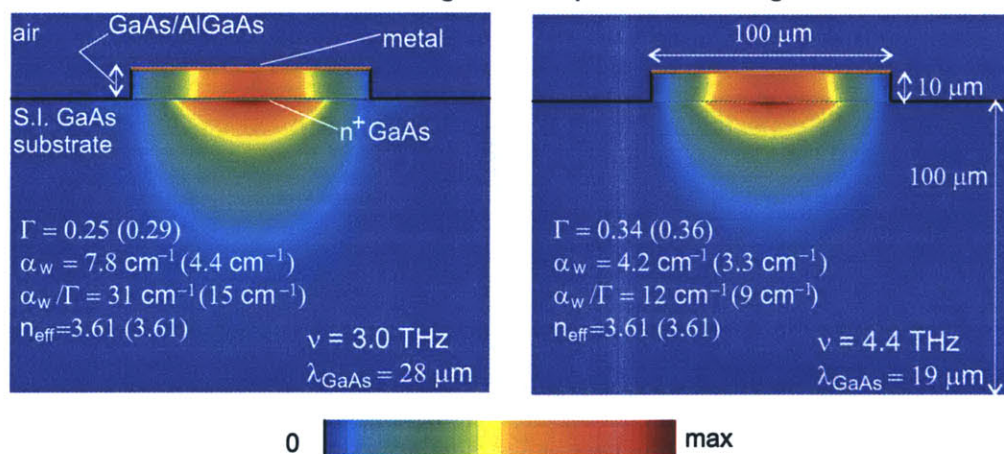 air
GaAs/AlGaAs
metal
S.I. GaAs
substrate
n⁺ GaAs
Γ = 0.25 (0.29)
α_w = 7.8 cm⁻¹ (4.4 cm⁻¹)
α_w/Γ = 31 cm⁻¹ (15 cm⁻¹)
n_eff=3.61 (3.61)
ν = 3.0 THz
λ_GaAs = 28 μm
100 μm
10 μm
100 μm
Γ = 0.34 (0.36)
α_w = 4.2 cm⁻¹ (3.3 cm⁻¹)
α_w/Γ = 12 cm⁻¹ (9 cm⁻¹)
n_eff=3.61 (3.61)
ν = 4.4 THz
λ_GaAs = 19 μm
0
max